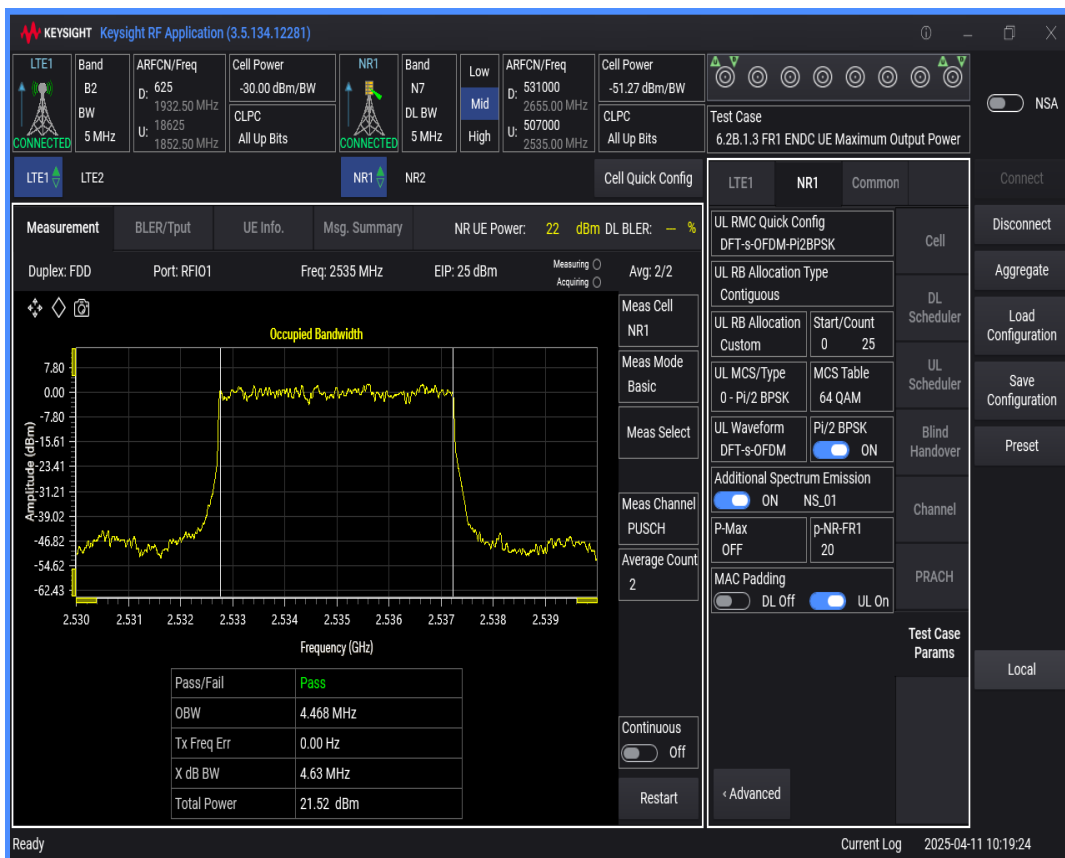 KEYSIGHT Keysight RF Application (3.5.134.12281)
LTE1
CONNECTED
Band
B2
BW
5 MHz
ARFCN/Freq
D: 625
1932.50 MHz
U: 18625
1852.50 MHz
Cell Power
-30.00 dBm/BW
CLPC
All Up Bits
NR1
CONNECTED
Band
N7
DL BW
5 MHz
Low
Mid
High
ARFCN/Freq
D: 531000
2655.00 MHz
U: 507000
2535.00 MHz
Cell Power
-51.27 dBm/BW
CLPC
All Up Bits
Test Case
6.2B.1.3 FR1 ENDC UE Maximum Output Power
NSA
LTE1 LTE2 NR1 NR2 Cell Quick Config
Measurement BLER/Tput UE Info. Msg. Summary NR UE Power: 22 dBm DL BLER: — %
Duplex: FDD Port: RFIO1 Freq: 2535 MHz EIP: 25 dBm Measuring Acquiring Avg: 2/2
Occupied Bandwidth
Amplitude (dBm)
7.80
0.00
-7.80
-15.61
-23.41
-31.21
-39.02
-46.82
-54.62
-62.43
2.530 2.531 2.532 2.533 2.534 2.535 2.536 2.537 2.538 2.539
Frequency (GHz)
Pass/Fail Pass
OBW 4.468 MHz
Tx Freq Err 0.00 Hz
X dB BW 4.63 MHz
Total Power 21.52 dBm
Meas Cell
NR1
Meas Mode
Basic
Meas Select
Meas Channel
PUSCH
Average Count
2
Continuous
Off
Restart
LTE1 NR1 Common
UL RMC Quick Config
DFT-s-OFDM-Pi2BPSK
UL RB Allocation Type
Contiguous
UL RB Allocation
Custom
Start/Count
0 25
UL MCS/Type
0 - Pi/2 BPSK
MCS Table
64 QAM
UL Waveform
DFT-s-OFDM
Pi/2 BPSK
ON
Additional Spectrum Emission
ON NS_01
P-Max
OFF
p-NR-FR1
20
MAC Padding
DL Off UL On
‹ Advanced
Cell
DL
Scheduler
UL
Scheduler
Blind
Handover
Channel
PRACH
Test Case
Params
Connect
Disconnect
Aggregate
Load
Configuration
Save
Configuration
Preset
Local
Ready Current Log 2025-04-11 10:19:24